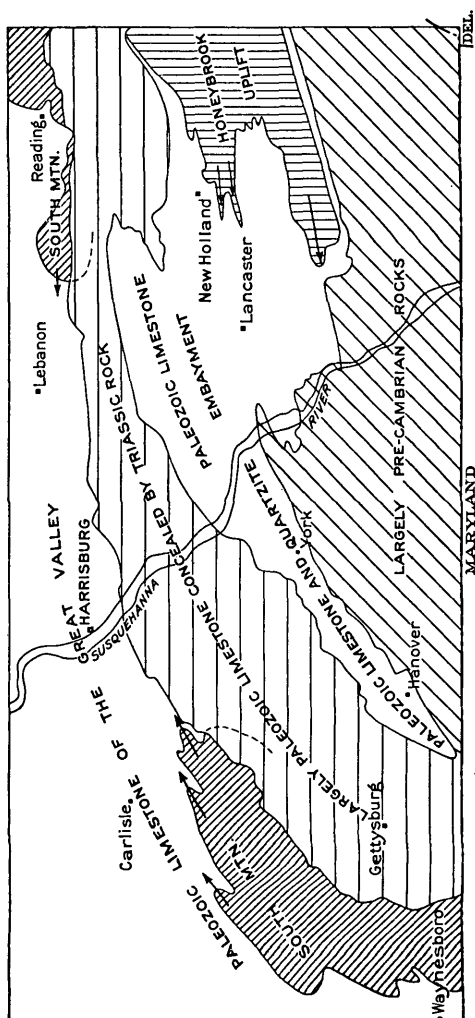 DEL.
Reading
SOUTH MTN.
HONEYBROOK
UPLIFT
New Holland
Lancaster
Lebanon
PALEOZOIC LIMESTONE
EMBAYMENT
LARGELY PALEOZOIC LIMESTONE CONCEALED BY TRIASSIC ROCK
RIVER
LARGELY PRE-CAMBRIAN ROCKS
MARYLAND
PALEOZOIC LIMESTONE AND QUARTZITE
York
Hanover
HARRISBURG
SUSQUEHANNA
PALEOZOIC LIMESTONE OF THE GREAT VALLEY
Carlisle
Gettysburg
SOUTH MTN
Waynesboro